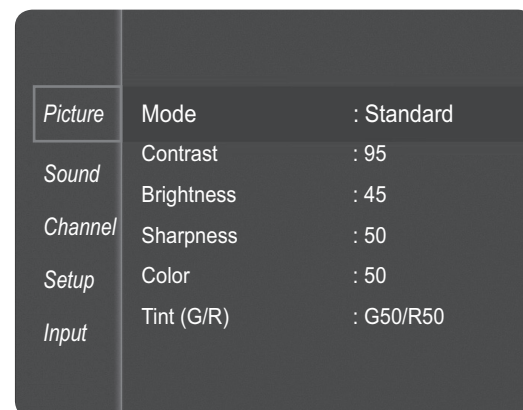 Picture
Sound
Channel
Setup
Input
Mode : Standard
Contrast : 95
Brightness : 45
Sharpness : 50
Color : 50
Tint (G/R) : G50/R50